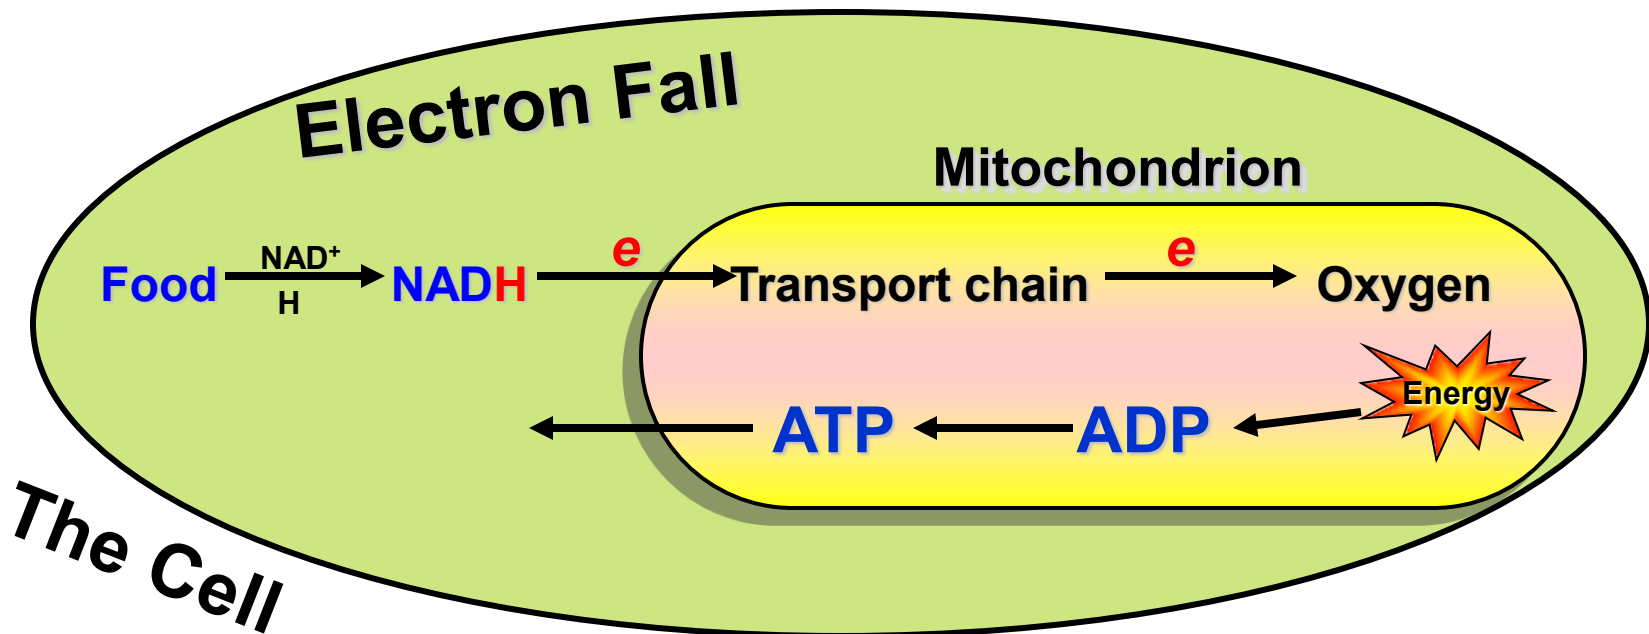 Electron Fall
Mitochondrion
Food
NAD⁺
H
NADH
e
Transport chain
e
Oxygen
Energy
ATP
ADP
The Cell